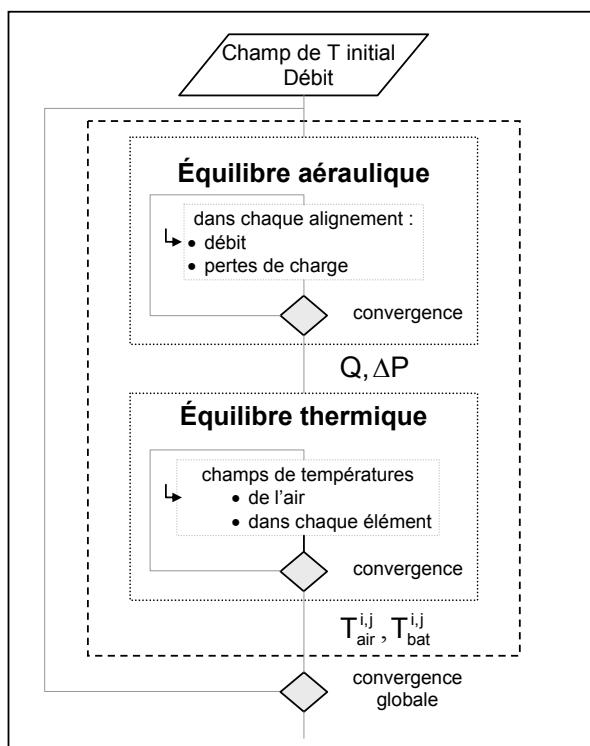 Champ de T initial
Débit
Équilibre aéraulique
dans chaque alignement :
• débit
• pertes de charge
convergence
Q, ΔP
Équilibre thermique
champs de températures
• de l'air
• dans chaque élément
convergence
T_air^i,j , T_bat^i,j
convergence
globale